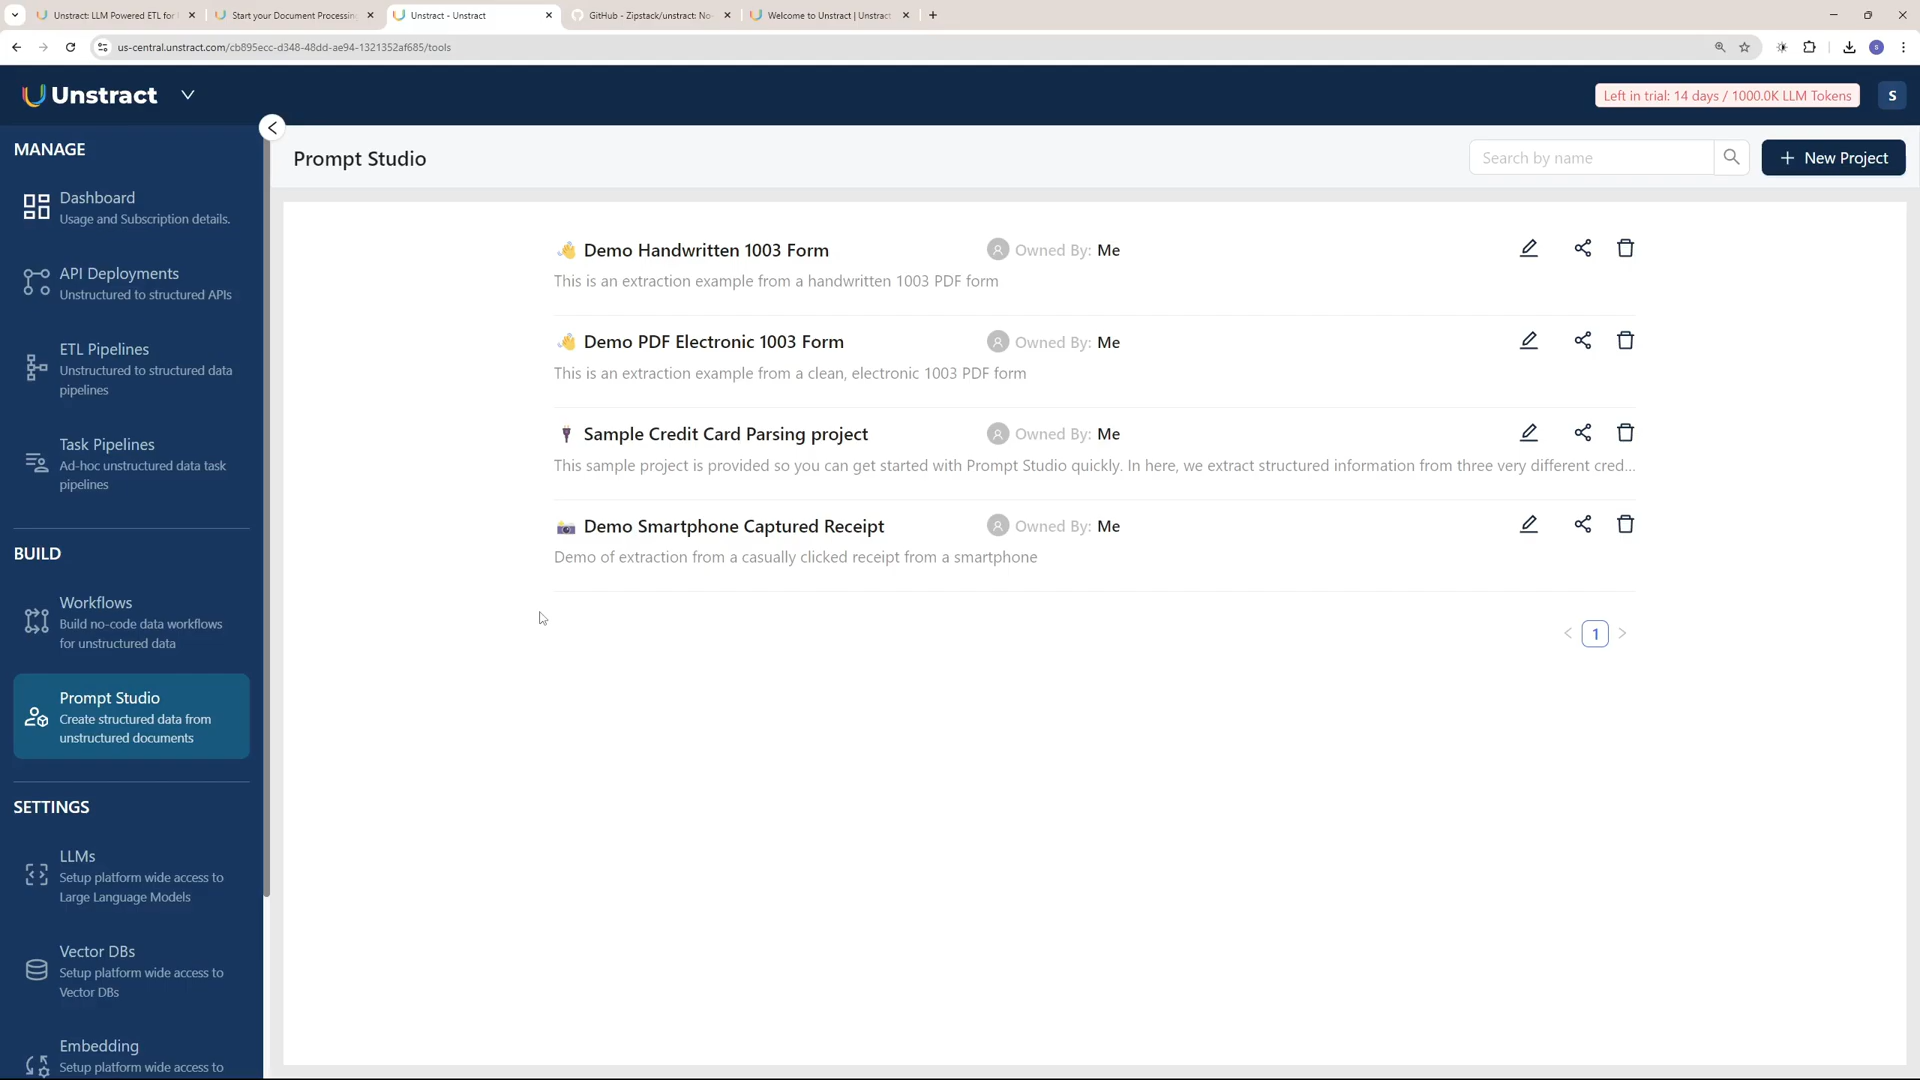 Unstract: LLM Powered ETL for
Start your Document Processing
Unstract - Unstract
GitHub - Zipstack/unstract: No-
Welcome to Unstract | Unstract
us-central.unstract.com/cb895ecc-d348-48dd-ae94-1321352af685/tools
Unstract
Left in trial: 14 days / 1000.0K LLM Tokens
S
MANAGE
Dashboard
Usage and Subscription details.
API Deployments
Unstructured to structured APIs
ETL Pipelines
Unstructured to structured data
pipelines
Task Pipelines
Ad-hoc unstructured data task
pipelines
BUILD
Workflows
Build no-code data workflows
for unstructured data
Prompt Studio
Create structured data from
unstructured documents
SETTINGS
LLMs
Setup platform wide access to
Large Language Models
Vector DBs
Setup platform wide access to
Vector DBs
Embedding
Setup platform wide access to
Prompt Studio
Search by name
New Project
Demo Handwritten 1003 Form
Owned By: Me
This is an extraction example from a handwritten 1003 PDF form
Demo PDF Electronic 1003 Form
Owned By: Me
This is an extraction example from a clean, electronic 1003 PDF form
Sample Credit Card Parsing project
Owned By: Me
This sample project is provided so you can get started with Prompt Studio quickly. In here, we extract structured information from three very different cred...
Demo Smartphone Captured Receipt
Owned By: Me
Demo of extraction from a casually clicked receipt from a smartphone
1